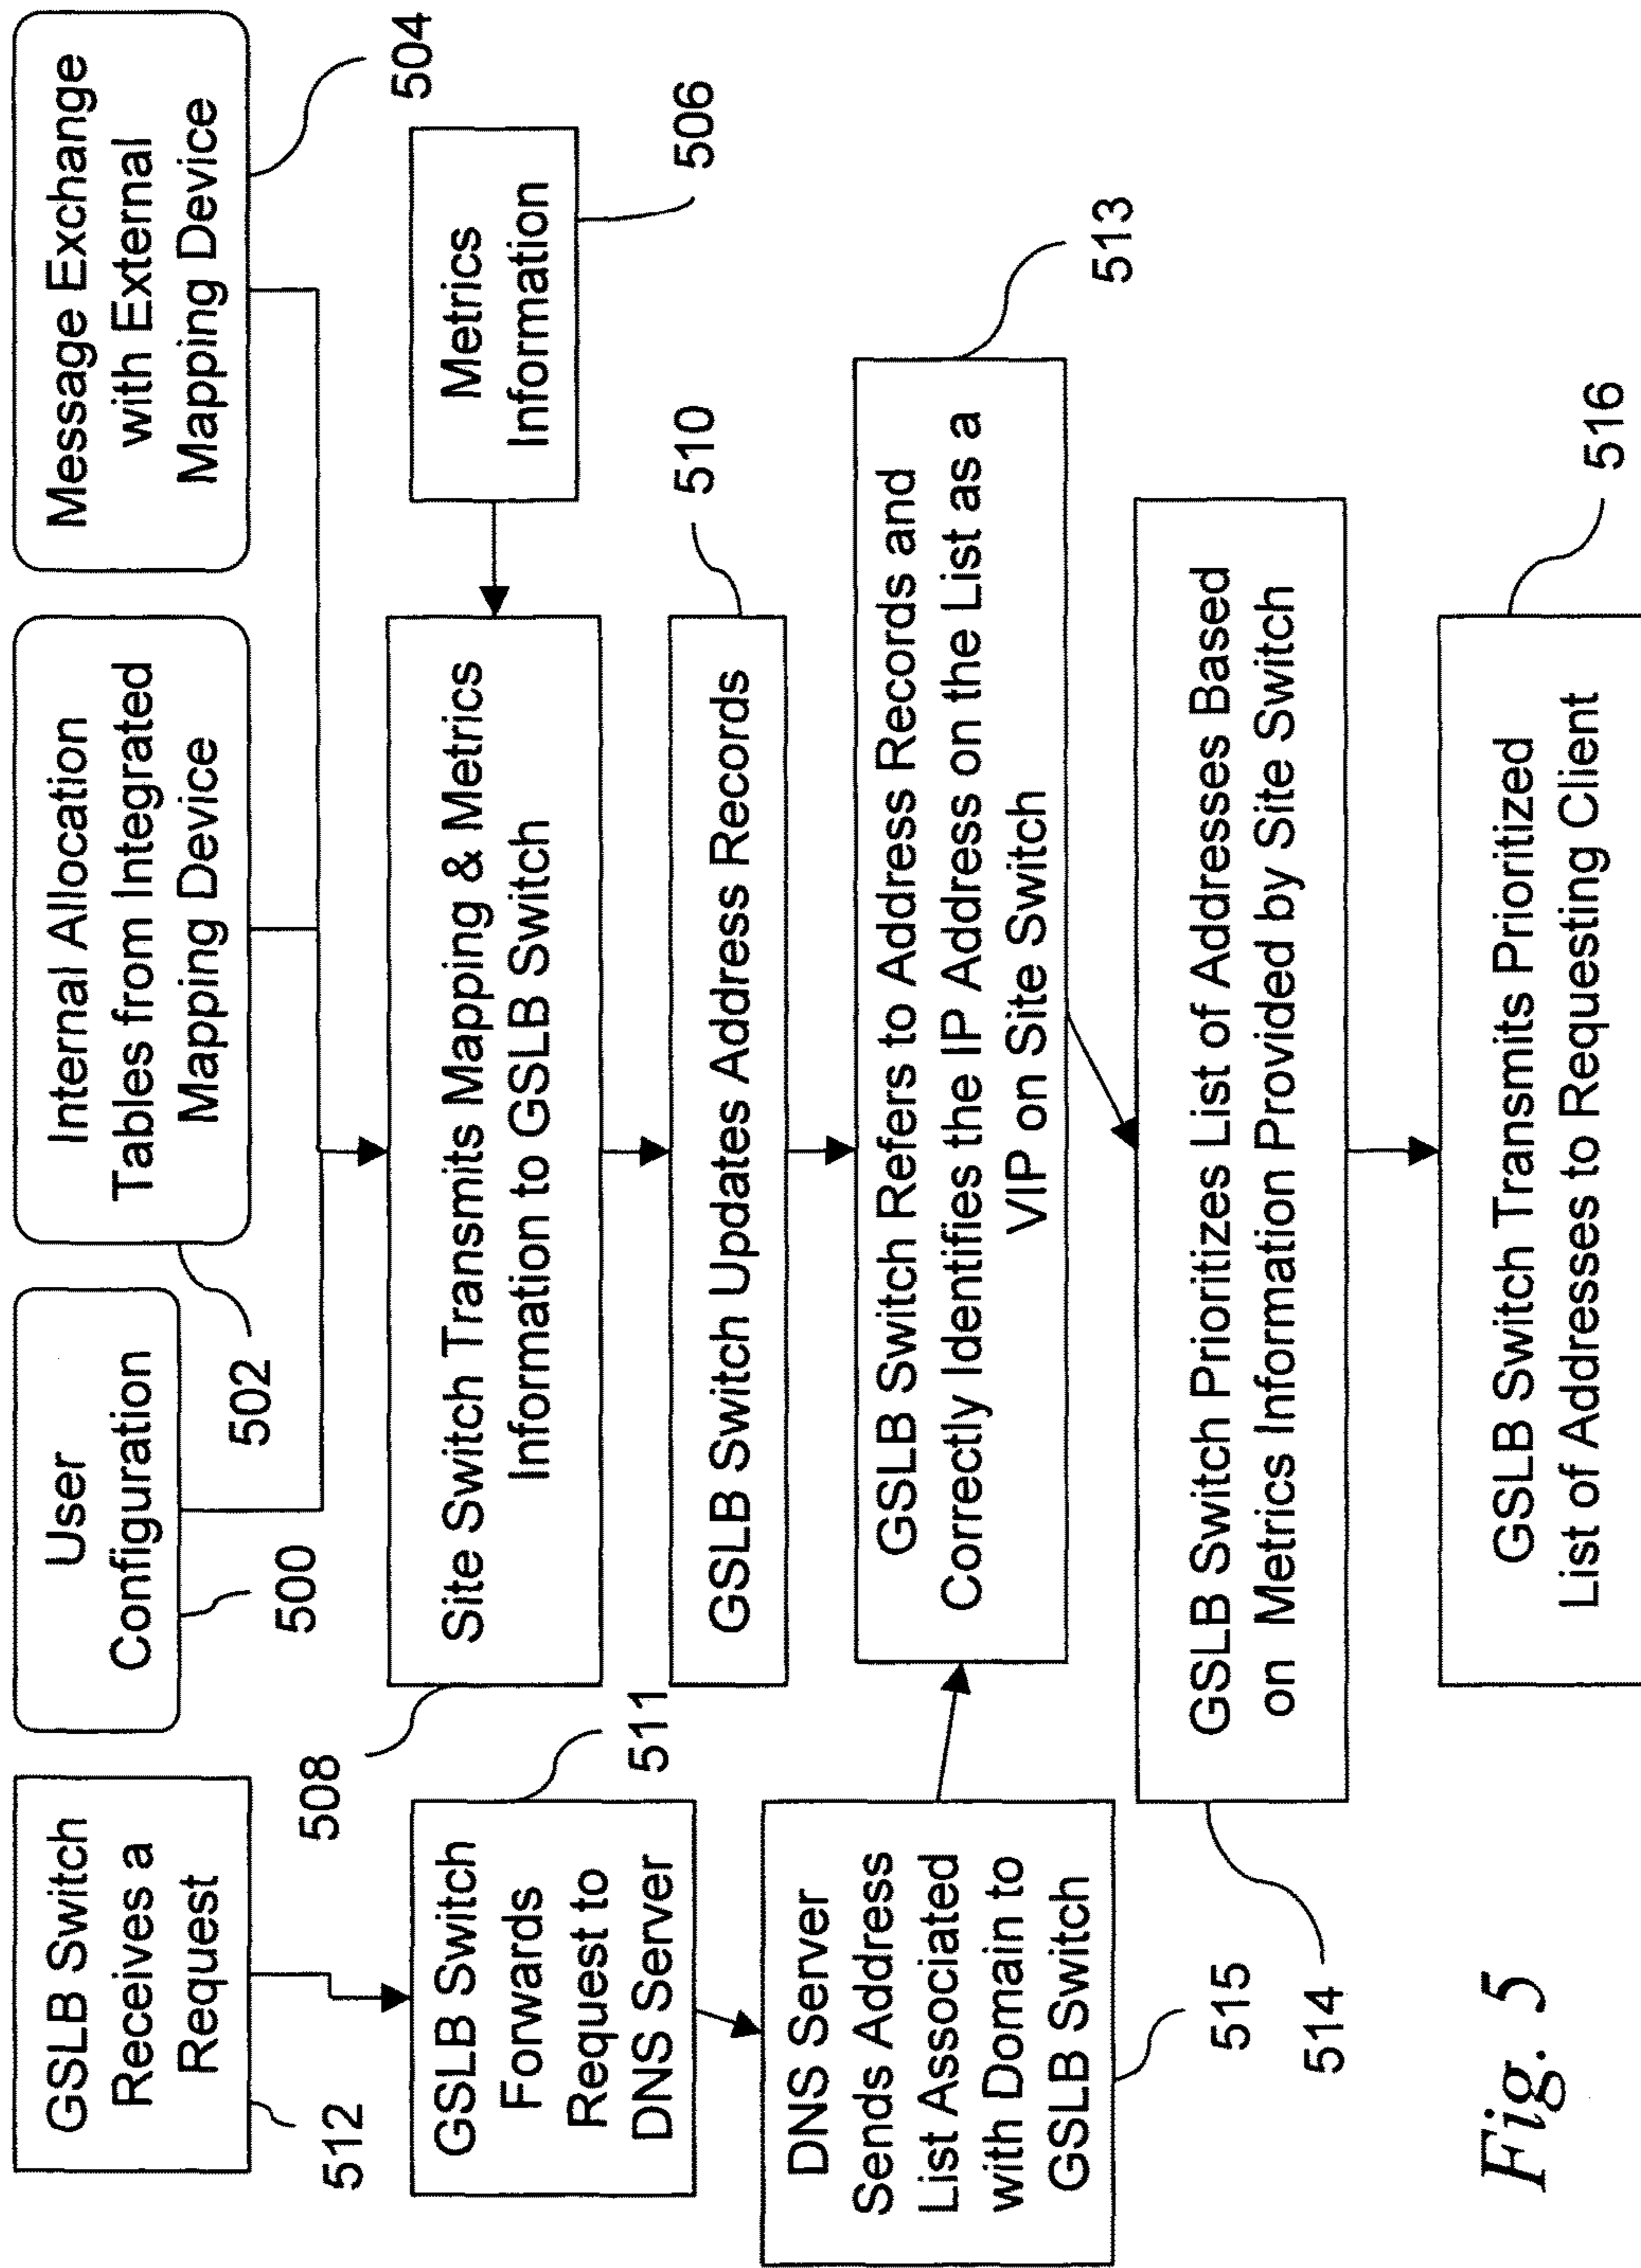 GSLB Switch
Receives a
Request
512
User
Configuration
500
Internal Allocation
Tables from Integrated
Mapping Device
502
Message Exchange
with External
Mapping Device
504
GSLB Switch
Forwards
Request to
DNS Server
511
Site Switch Transmits Mapping & Metrics
Information to GSLB Switch
508
Metrics
Information
506
GSLB Switch Updates Address Records
510
DNS Server
Sends Address
List Associated
with Domain to
GSLB Switch
515
GSLB Switch Refers to Address Records and
Correctly Identifies the IP Address on the List as a
VIP on Site Switch
513
GSLB Switch Prioritizes List of Addresses Based
on Metrics Information Provided by Site Switch
514
GSLB Switch Transmits Prioritized
List of Addresses to Requesting Client
516
Fig. 5